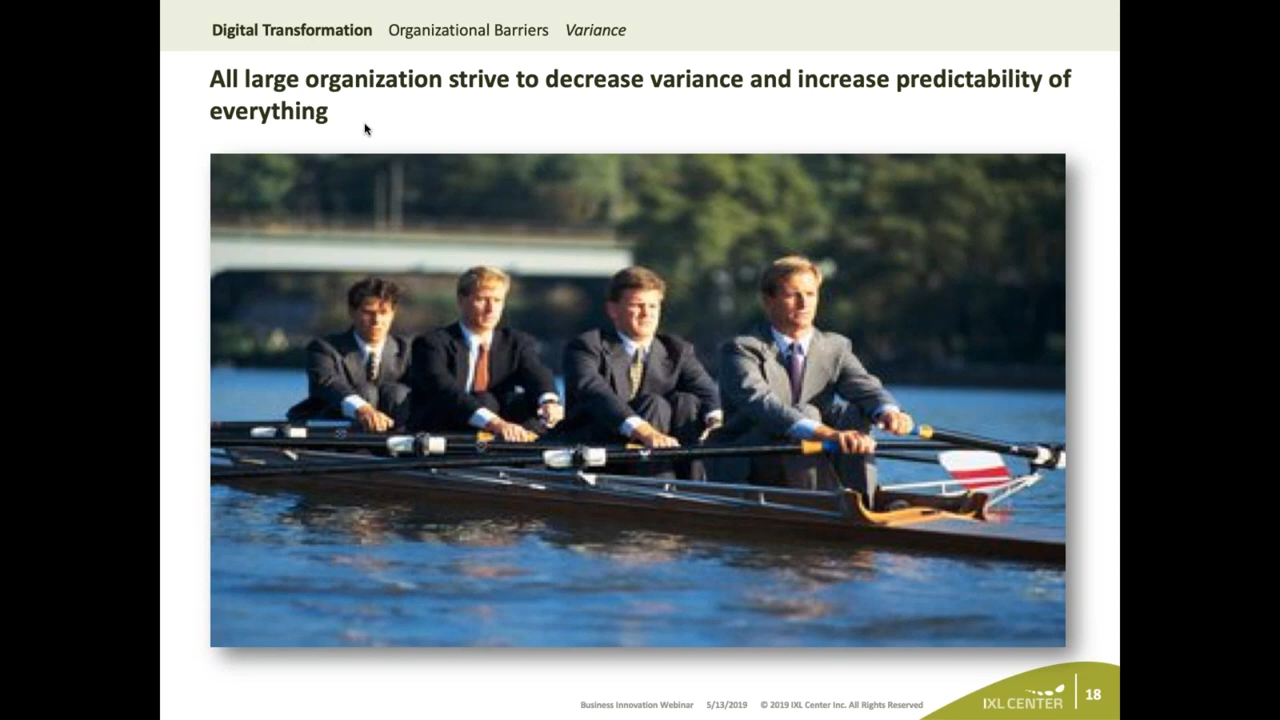 Digital Transformation Organizational Barriers Variance
All large organization strive to decrease variance and increase predictability of
everything
Business Innovation Webinar 5/13/2019 © 2019 IXL Center Inc. All Rights Reserved
IXL CENTER 18